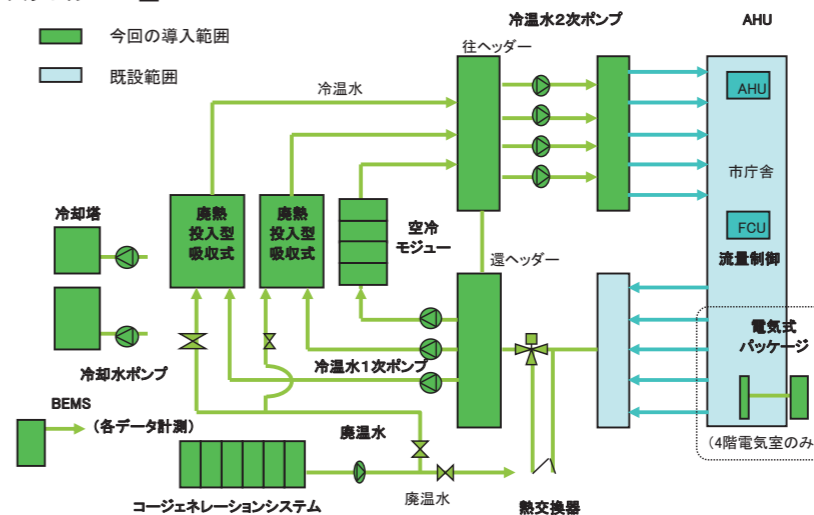 冷温水2次ポンプ
AHU
今回の導入範囲
往ヘッダー
既設範囲
冷温水
AHU
市庁舎
冷却塔
廃熱
投入型
吸収式
廃熱
投入型
吸収式
空冷
モジュー
FCU
流量制御
還ヘッダー
電気式
パッケージ
冷却水ポンプ
冷温水1次ポンプ
BEMS
(各データ計測)
廃温水
(4階電気室のみ
コージェネレーションシステム
廃温水
熱交換器